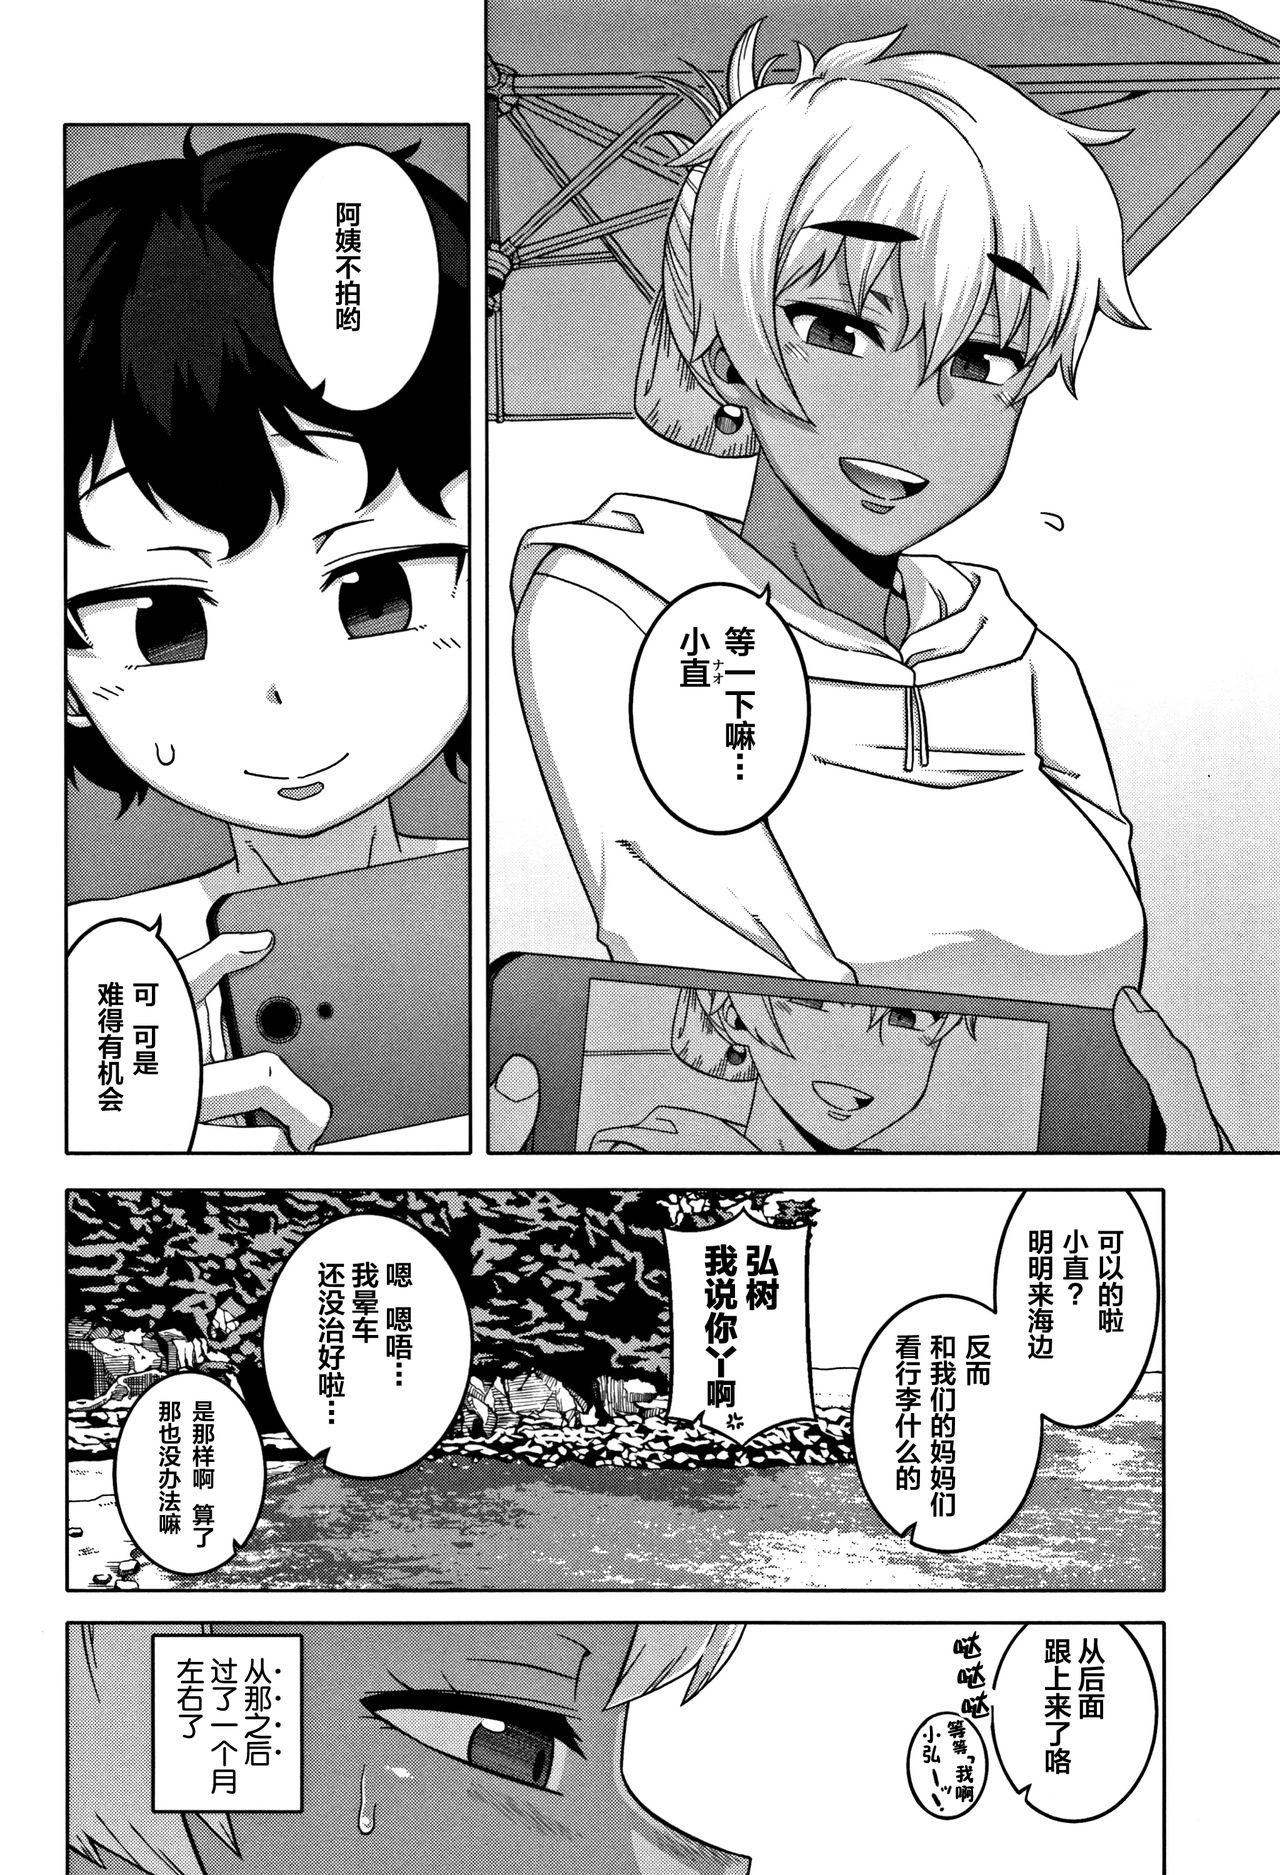 等一下嘛…
小直
ナオ
阿姨不拍哟
可 可是
难得有机会
可以的啦
小直？
明明来海边
反而
和我们的妈妈们
看行李什么的
弘树
我说你丫啊
嗯 嗯唔…
我晕车
还没治好啦…
是那样啊 算了
那也没办法嘛
从后面
跟上来了咯
哒
哒
哒
等等「我啊
小弘ーッ！
从那之后
过了一个月
左右了